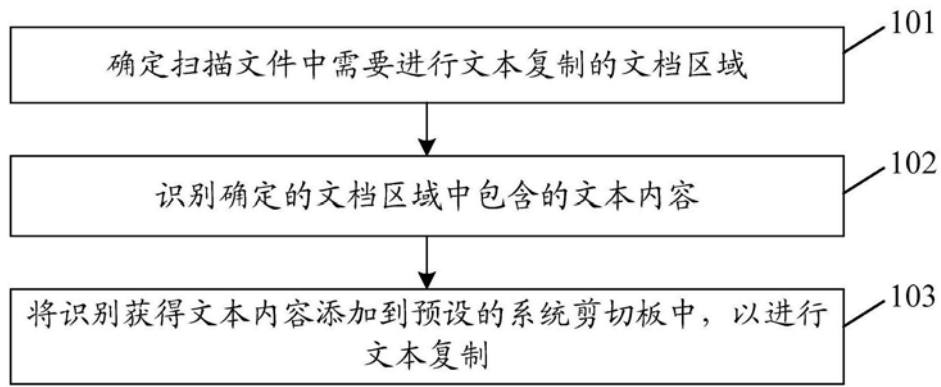 101
确定扫描文件中需要进行文本复制的文档区域
102
识别确定的文档区域中包含的文本内容
103
将识别获得文本内容添加到预设的系统剪切板中，以进行
文本复制